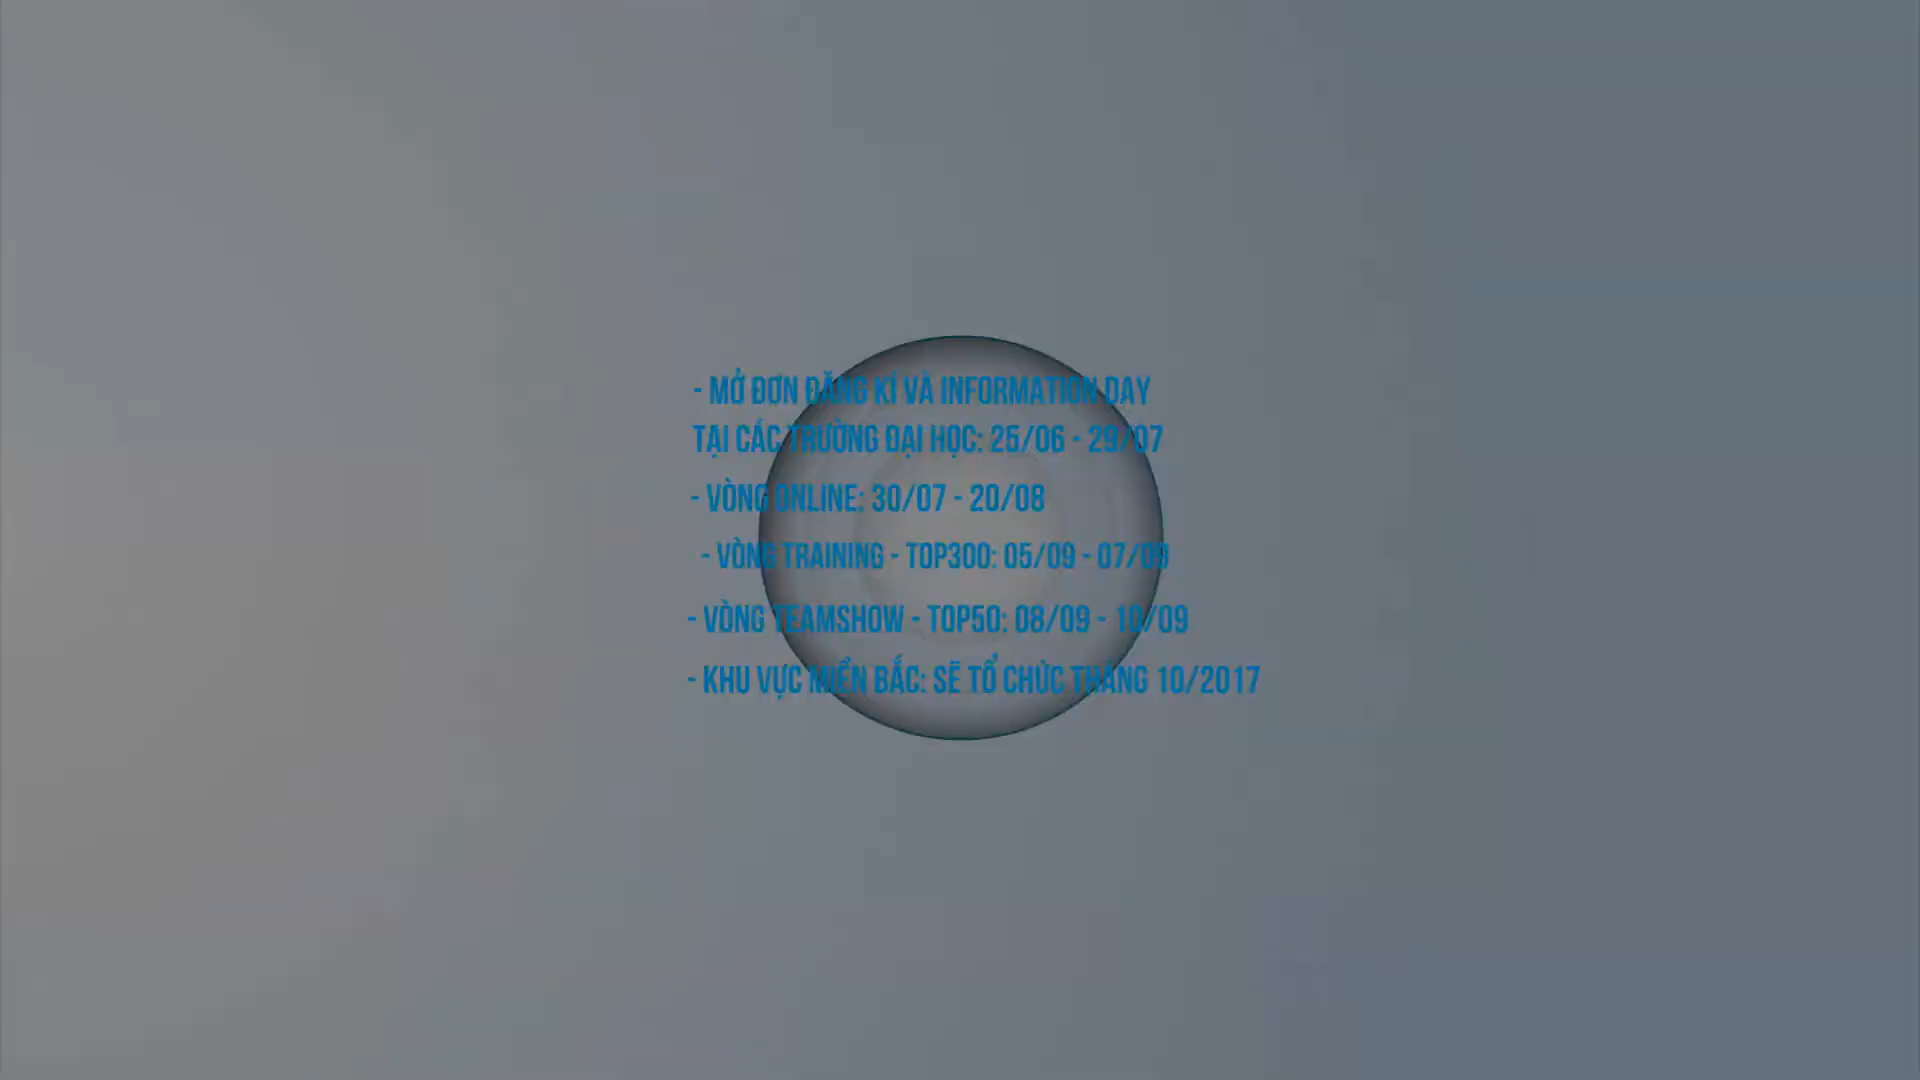 - MỞ ĐƠN ĐĂNG KÍ VÀ INFORMATION DAY
TẠI CÁC TRƯỜNG ĐẠI HỌC: 25/06 - 29/07
- VÒNG ONLINE: 30/07 - 20/08
- VÒNG TRAINING - TOP300: 05/09 - 07/09
- VÒNG TEAMSHOW - TOP50: 08/09 - 10/09
- KHU VỰC MIỀN BẮC: SẼ TỔ CHỨC THÁNG 10/2017